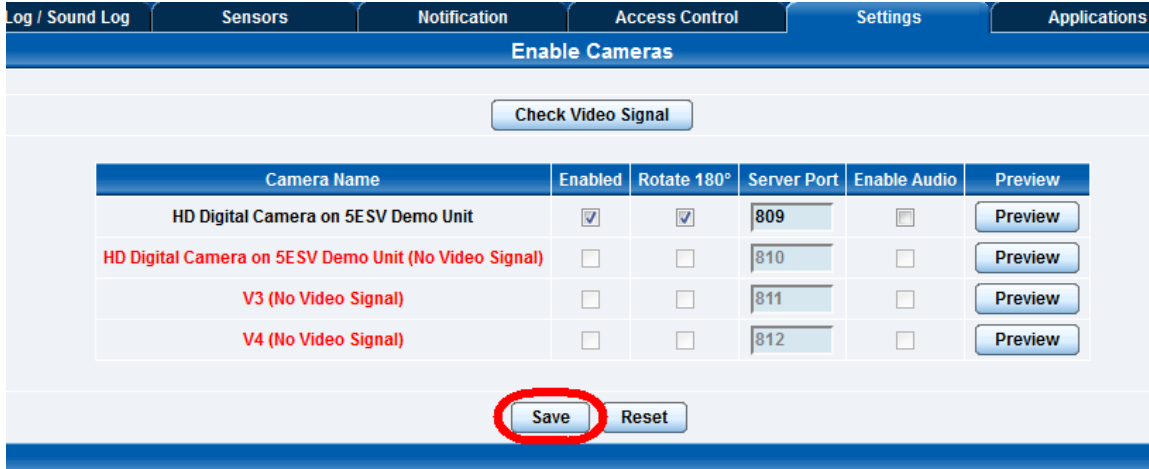 Log / Sound Log Sensors Notification Access Control Settings Applications
Enable Cameras
Check Video Signal
Camera Name Enabled Rotate 180° Server Port Enable Audio Preview
HD Digital Camera on 5ESV Demo Unit 809 Preview
HD Digital Camera on 5ESV Demo Unit (No Video Signal) 810 Preview
V3 (No Video Signal) 811 Preview
V4 (No Video Signal) 812 Preview
Save Reset